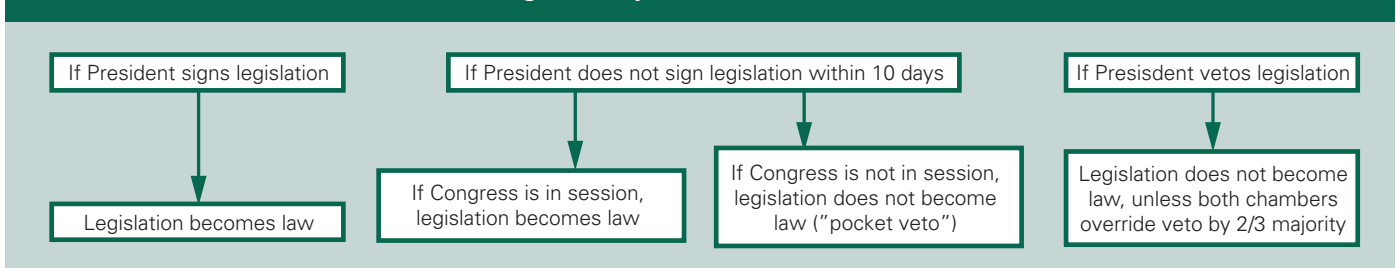 If President signs legislation
If President does not sign legislation within 10 days
If Presisdent vetos legislation
Legislation becomes law
If Congress is in session,
legislation becomes law
If Congress is not in session,
legislation does not become
law ("pocket veto")
Legislation does not become
law, unless both chambers
override veto by 2/3 majority